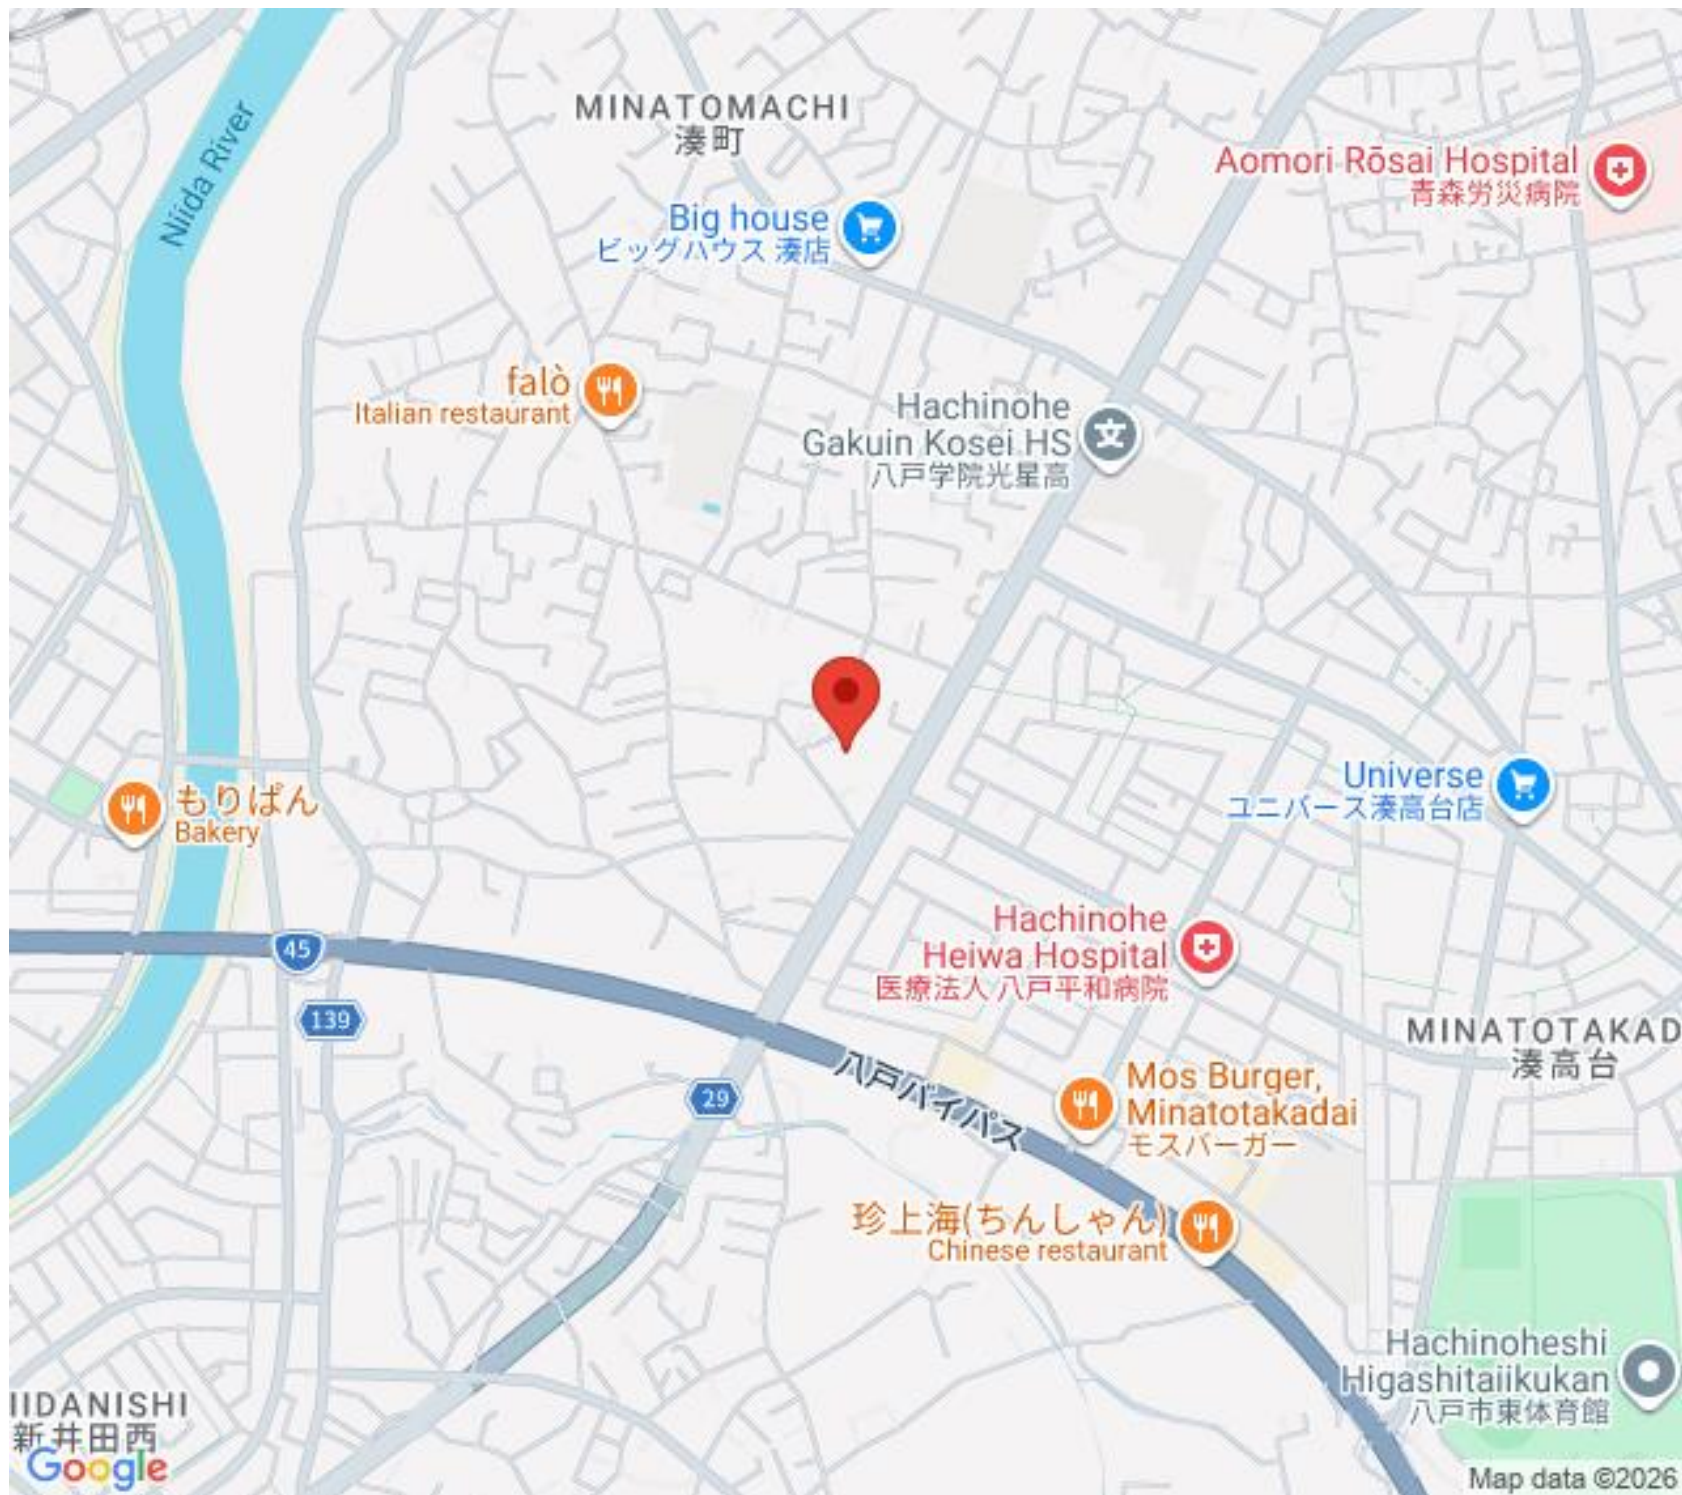 MINATOMACHI
湊町
Niida River
Aomori Rōsai Hospital
青森労災病院
Big house
ビッグハウス 湊店
falò
Italian restaurant
Hachinohe
Gakuin Kosei HS
八戸学院光星高
もりぱん
Bakery
Universe
ユニバース湊高台店
Hachinohe
Heiwa Hospital
医療法人 八戸平和病院
45
139
29
八戸バイパス
MINATOTAKAD
湊高台
Mos Burger,
Minatotakadai
モスバーガー
珍上海(ちんしゃん)
Chinese restaurant
Hachinoheshi
Higashitaiikukan
八戸市東体育館
IIDANISHI
新井田西
Google
Map data ©2026